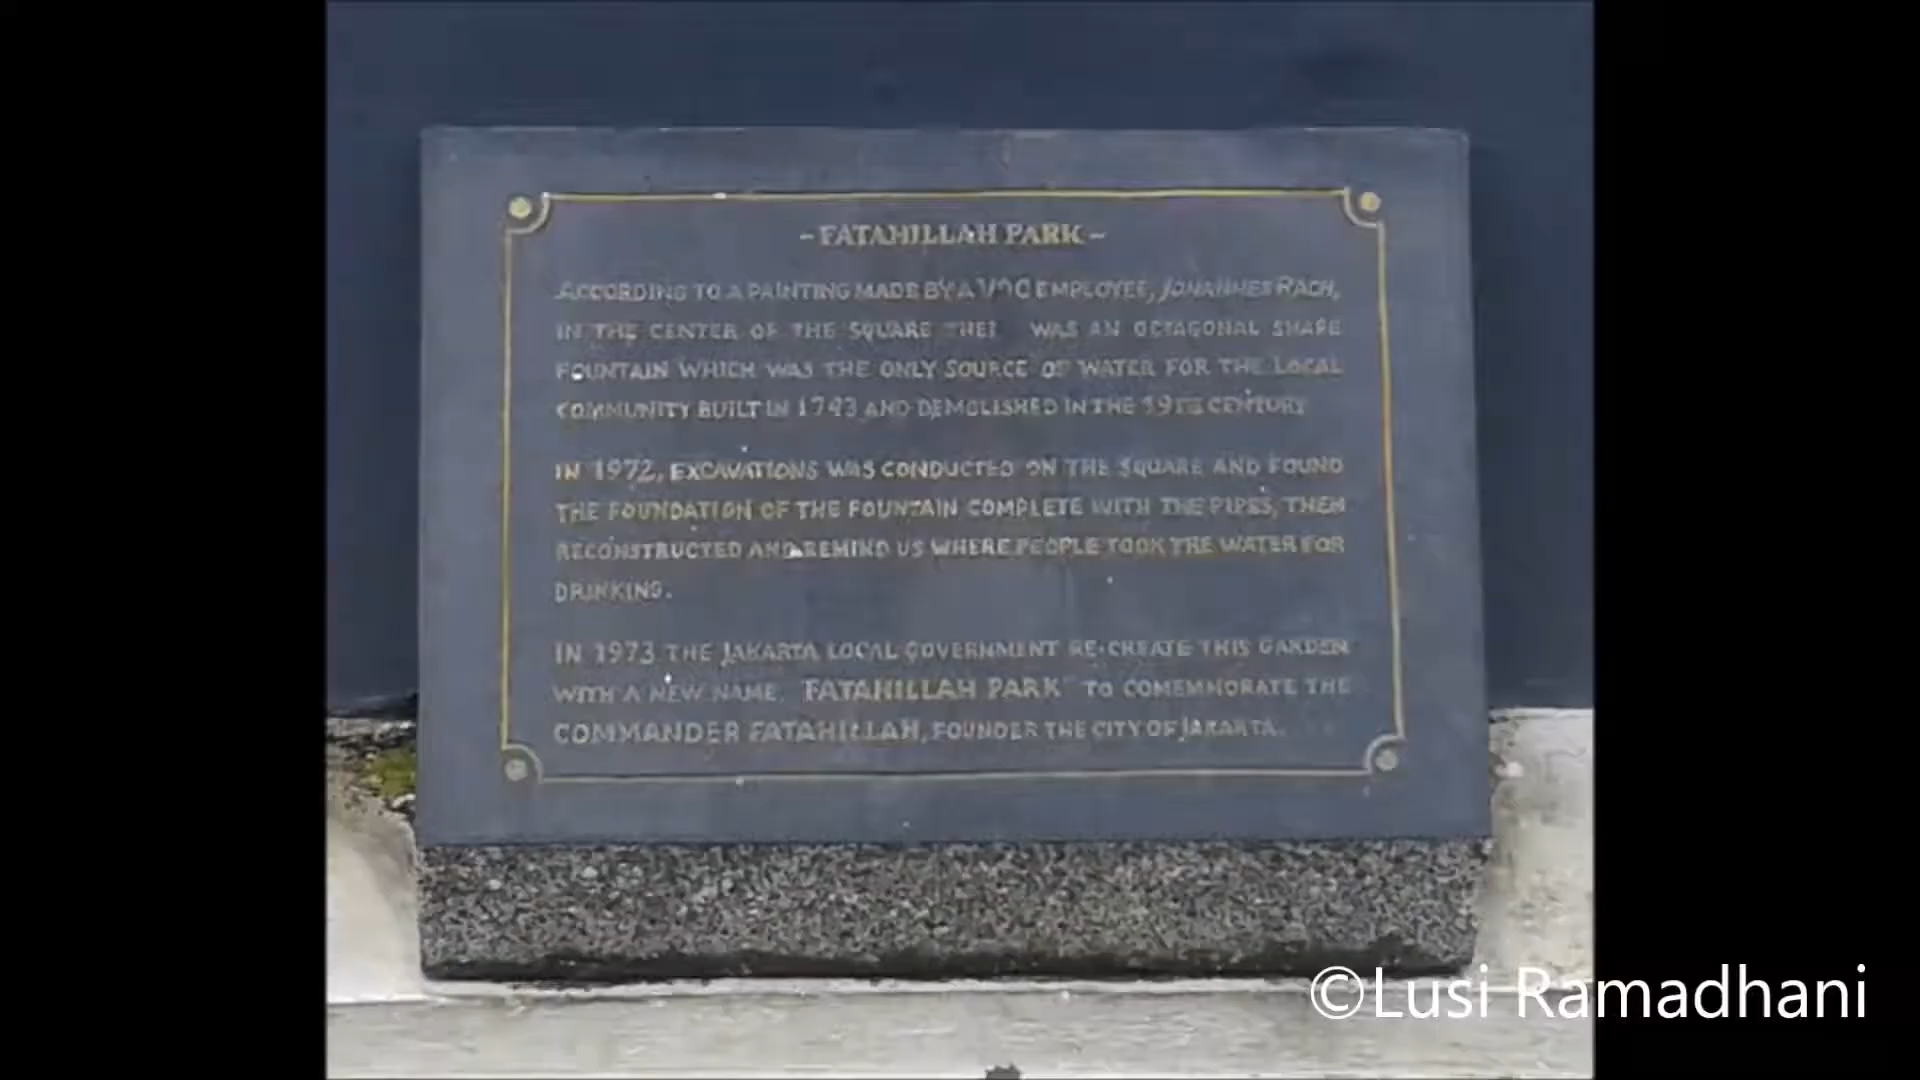 - FATAHILLAH PARK -
ACCORDING TO A PAINTING MADE BY A VOC EMPLOYEE, JOHANNES RACH,
IN THE CENTER OF THE SQUARE WAS AN OCTAGONAL SHAPE
FOUNTAIN WHICH WAS THE ONLY SOURCE OF WATER FOR THE LOCAL
COMMUNITY BUILT IN 1743 AND DEMOLISHED IN THE 19TH CENTURY
IN 1972, EXCAVATIONS WAS CONDUCTED ON THE SQUARE AND FOUND
THE FOUNDATION OF THE FOUNTAIN COMPLETE WITH THE PIPES, THEN
RECONSTRUCTED AND REMIND US WHERE PEOPLE TOOK THE WATER FOR
DRINKING.
IN 1973 THE JAKARTA LOCAL GOVERNMENT RE-CREATE THIS GARDEN
WITH A NEW NAME, FATAHILLAH PARK" TO COMEMMORATE THE
COMMANDER FATAHILLAH, FOUNDER THE CITY OF JAKARTA.
©Lusi Ramadhani